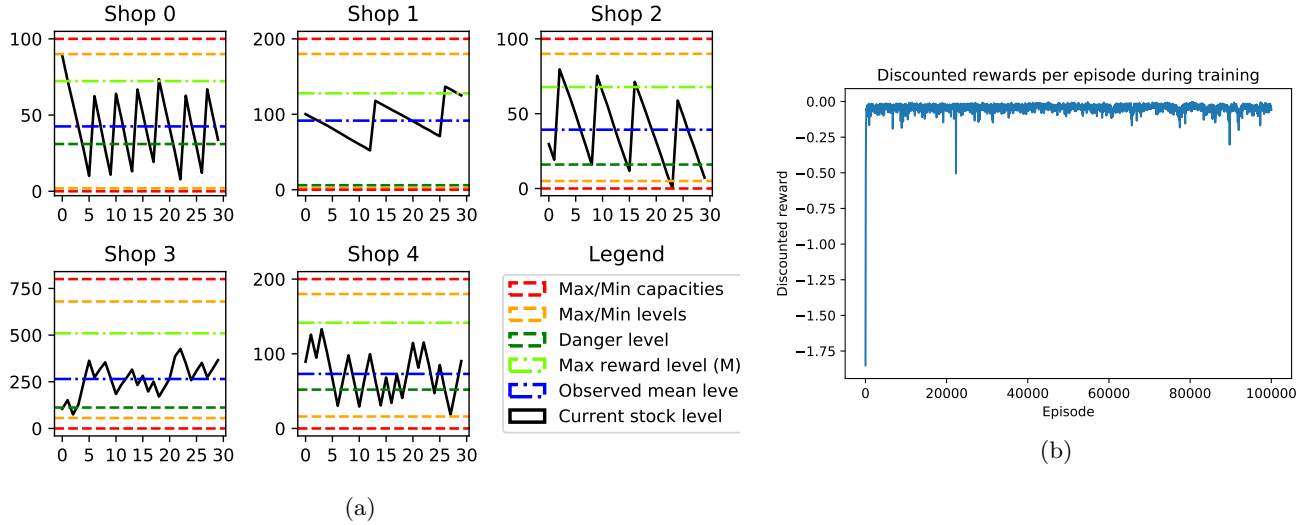 Shop 0
Shop 1
Shop 2
100
50
0
0 5 10 15 20 25 30
200
100
0
0 5 10 15 20 25 30
100
50
0
0 5 10 15 20 25 30
Shop 3
Shop 4
Legend
750
500
250
0
0 5 10 15 20 25 30
200
100
0
0 5 10 15 20 25 30
Max/Min capacities
Max/Min levels
Danger level
Max reward level (M)
Observed mean leve
Current stock level
(a)
Discounted rewards per episode during training
Discounted reward
0.00
−0.25
−0.50
−0.75
−1.00
−1.25
−1.50
−1.75
0 20000 40000 60000 80000 100000
Episode
(b)